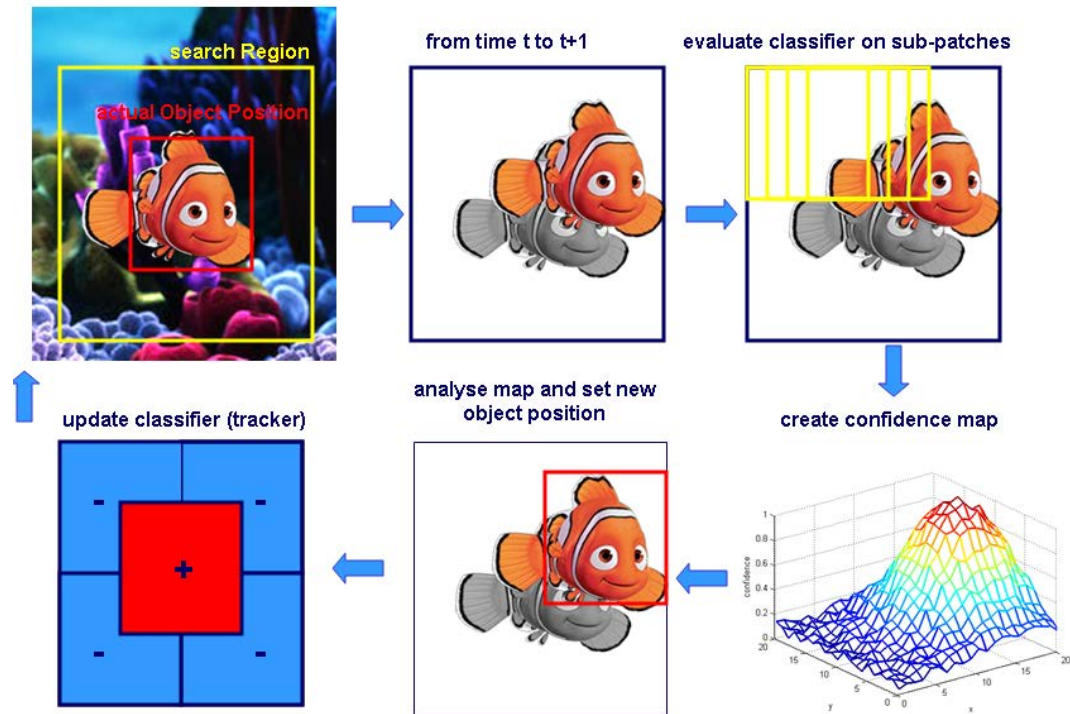 search Region
actual Object Position
from time t to t+1
evaluate classifier on sub-patches
create confidence map
1
0.8
0.6
0.4
0.2
0
confidence
20
15
10
5
0
y
0
5
10
15
20
x
analyse map and set new
object position
update classifier (tracker)
- -
+
- -